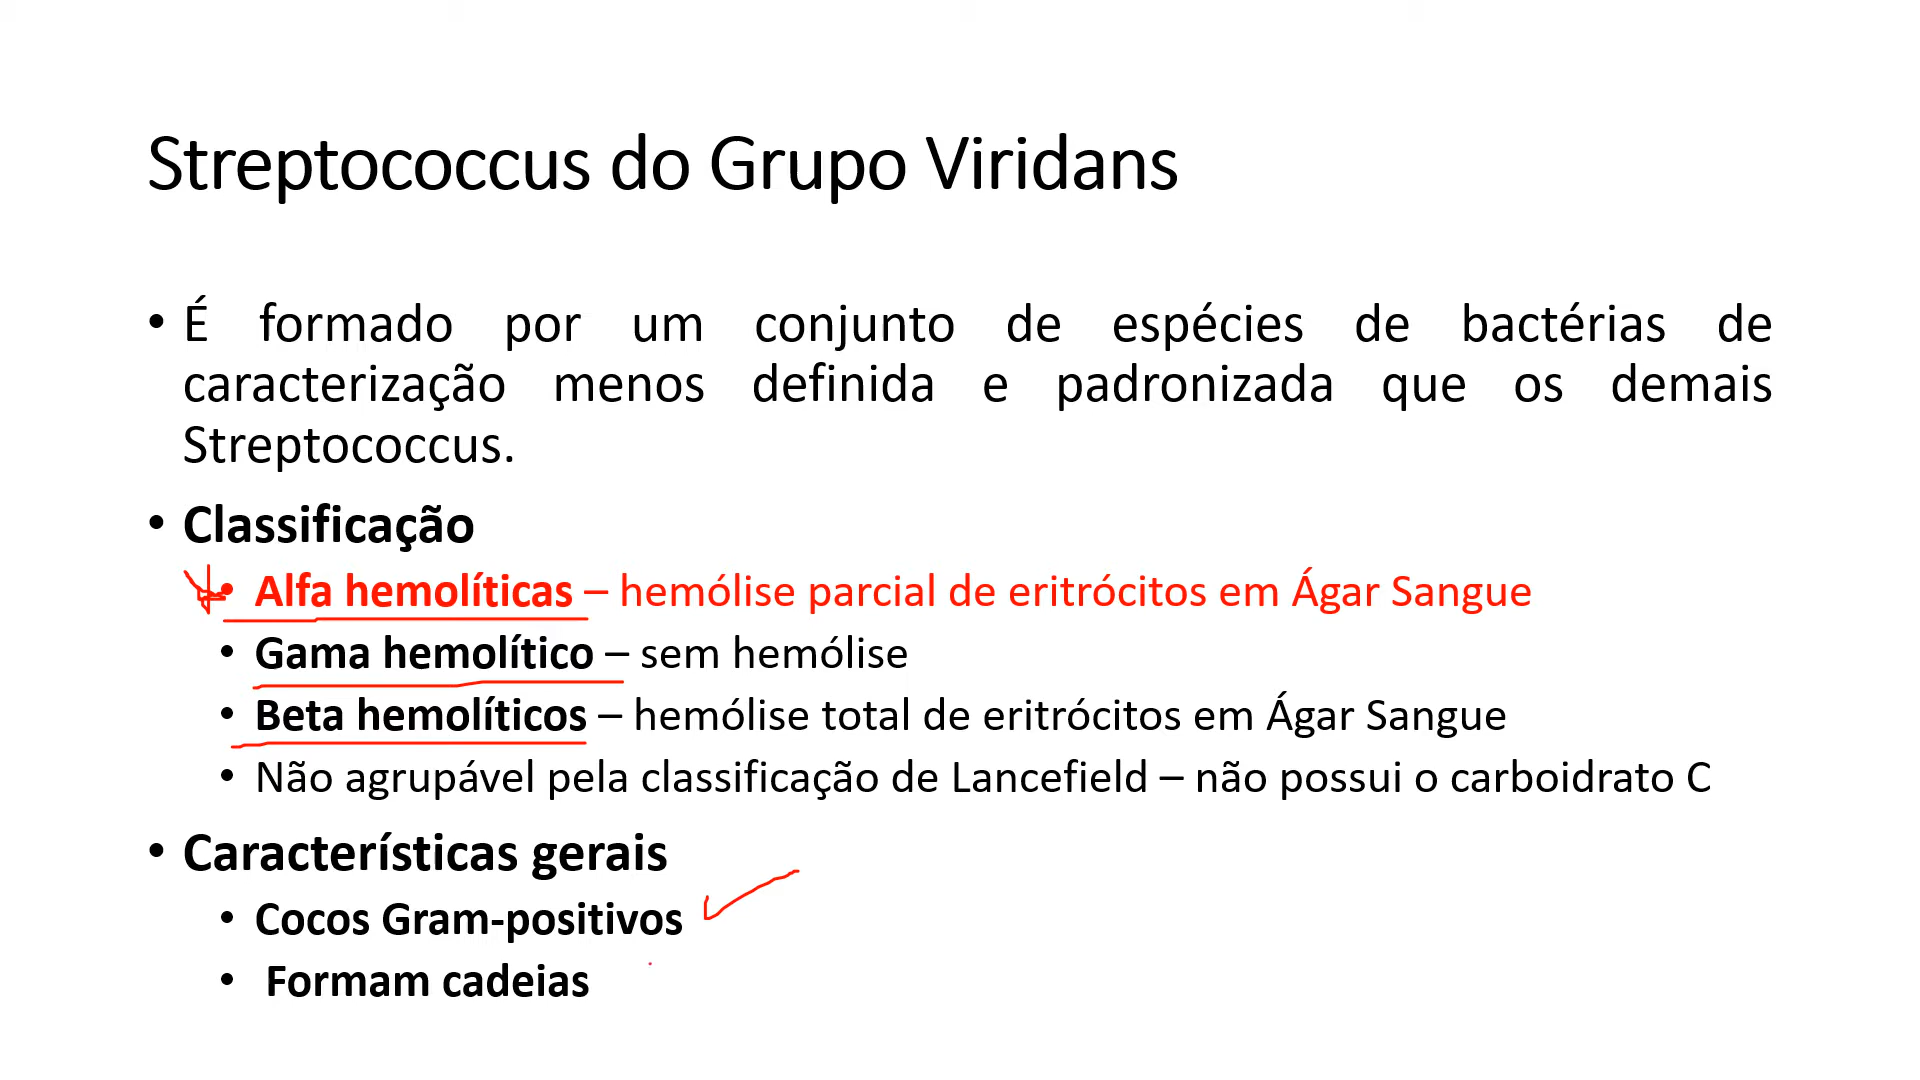 Streptococcus do Grupo Viridans
• É formado por um conjunto de espécies de bactérias de
caracterização menos definida e padronizada que os demais
Streptococcus.
• Classificação
• Alfa hemolíticas – hemólise parcial de eritrócitos em Ágar Sangue
• Gama hemolítico – sem hemólise
• Beta hemolíticos – hemólise total de eritrócitos em Ágar Sangue
• Não agrupável pela classificação de Lancefield – não possui o carboidrato C
• Características gerais
• Cocos Gram-positivos
• Formam cadeias